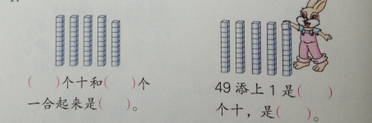 (  )个十和(  )个
一合起来是(  )。
49 添上 1 是(  )
个十，是(  )。